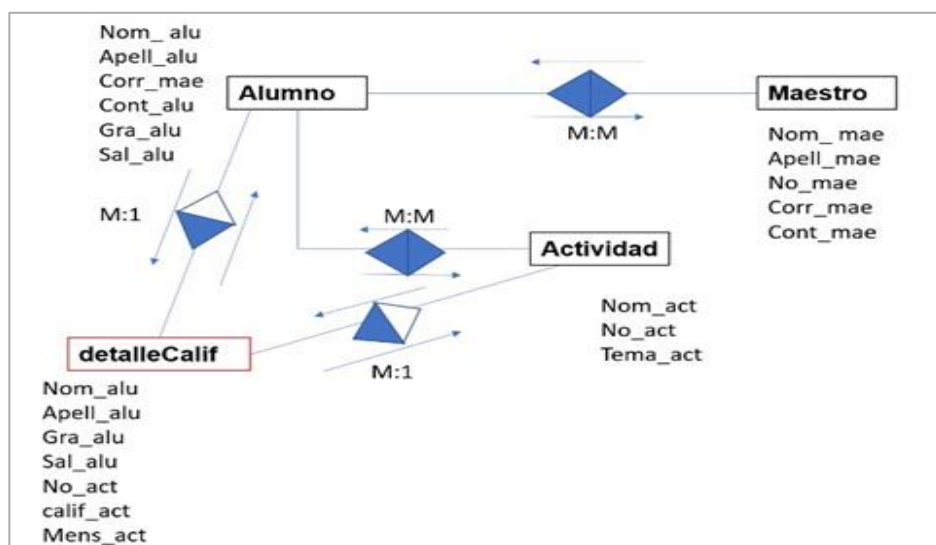 Nom_ alu
Apell_alu
Corr_mae
Cont_alu
Gra_alu
Sal_alu
Alumno
M:M
Maestro
Nom_ mae
Apell_mae
No_mae
Corr_mae
Cont_mae
M:1
M:M
Actividad
Nom_act
No_act
Tema_act
M:1
detalleCalif
Nom_alu
Apell_alu
Gra_alu
Sal_alu
No_act
calif_act
Mens_act